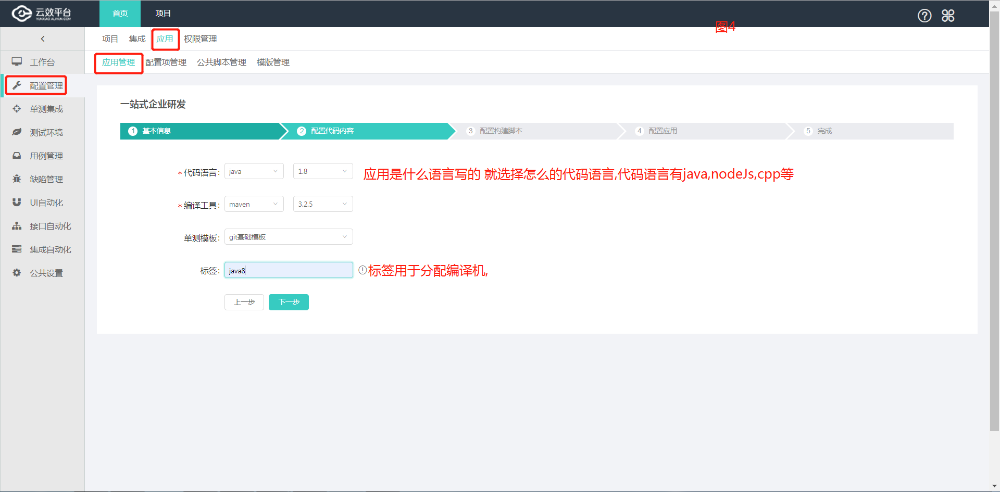 云效平台
YUNXIAO.ALIYUN.COM
首页 项目
图4
项目 集成 应用 权限管理
应用管理 配置项管理 公共脚本管理 模版管理
工作台
配置管理
单测集成
测试环境
用例管理
缺陷管理
UI自动化
接口自动化
集成自动化
公共设置
一站式企业研发
1 基本信息 2 配置代码内容 3 配置构建脚本 4 配置应用 5 完成
*代码语言: java 1.8 应用是什么语言写的 就选择怎么的代码语言,代码语言有java,nodeJs,cpp等
*编译工具: maven 3.2.5
单测模板: git基础模板
标签: java8 标签用于分配编译机,
上一步 下一步